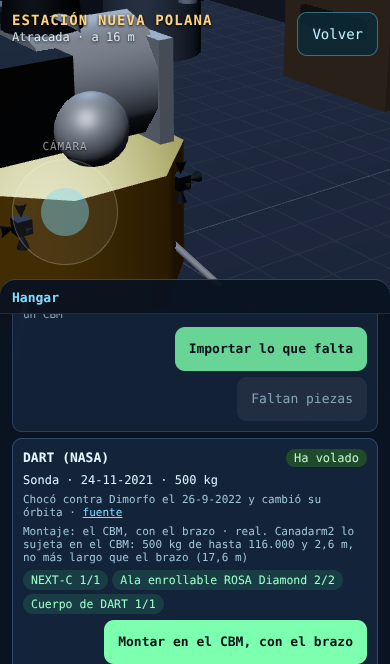 ESTACIÓN NUEVA POLANA
Atracada · a 16 m
Volver
CÁMARA
Hangar
un CBM
Importar lo que falta
Faltan piezas
DART (NASA)
Ha volado
Sonda · 24-11-2021 · 500 kg
Chocó contra Dimorfo el 26-9-2022 y cambió su
órbita · fuente
Montaje: el CBM, con el brazo · real. Canadarm2 lo
sujeta en el CBM: 500 kg de hasta 116.000 y 2,6 m,
no más largo que el brazo (17,6 m)
NEXT-C 1/1
Ala enrollable ROSA Diamond 2/2
Cuerpo de DART 1/1
Montar en el CBM, con el brazo